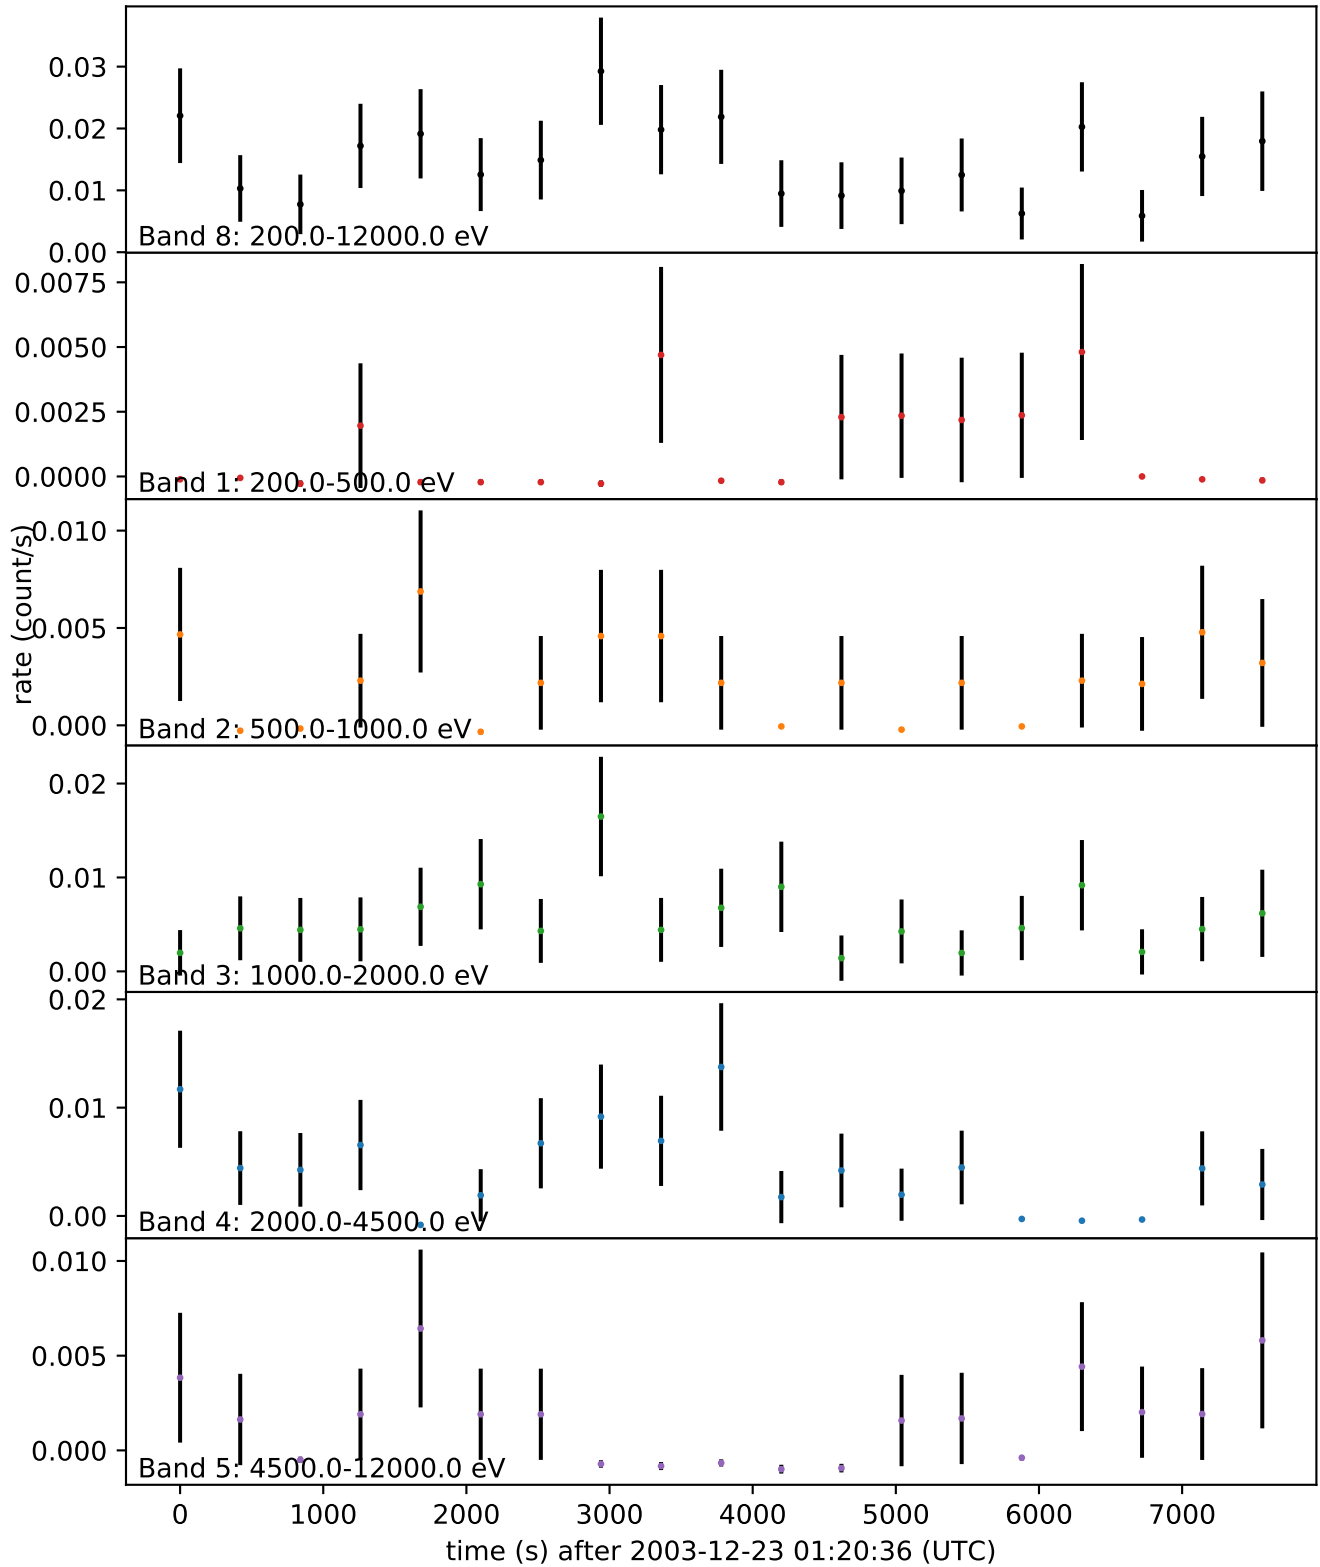 0.03
0.02
0.01
Band 8: 200.0-12000.0 eV
0.00
0.0075
0.0050
0.0025
0.0000
Band 1: 200.0-500.0 eV
rate (count/s)
0.010
0.005
0.000
Band 2: 500.0-1000.0 eV
0.02
0.01
0.00
Band 3: 1000.0-2000.0 eV
0.02
0.01
0.00
Band 4: 2000.0-4500.0 eV
0.010
0.005
0.000
Band 5: 4500.0-12000.0 eV
0 1000 2000 3000 4000 5000 6000 7000
time (s) after 2003-12-23 01:20:36 (UTC)